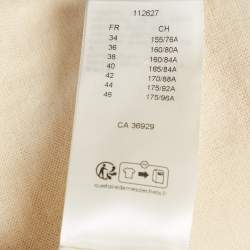 112627
FR CH
34 155/76A
36 160/80A
38 160/84A
40 165/84A
42 170/88A
44 175/92A
46 175/96A
CA 36929